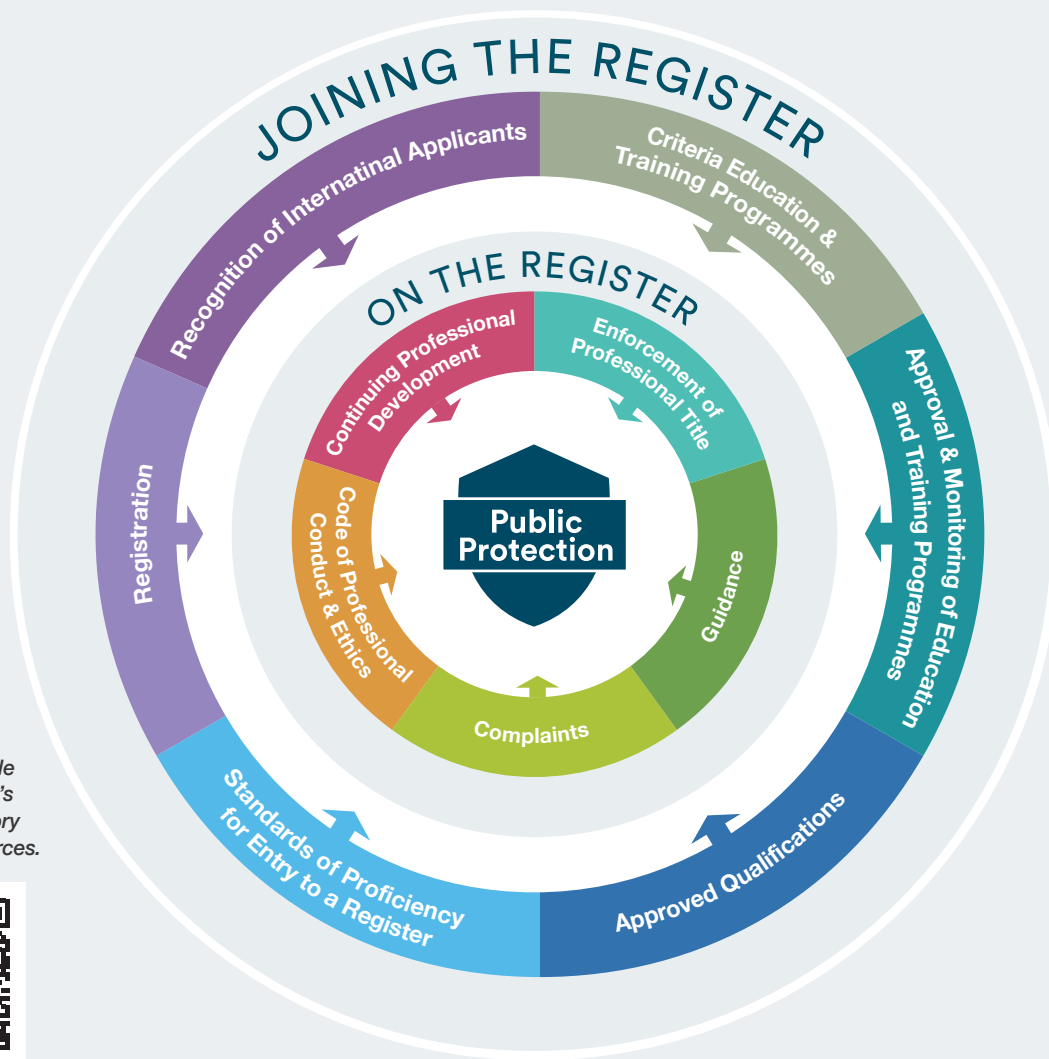 JOINING THE REGISTER
Criteria Education &
Training Programmes
Approval & Monitoring of Education
and Training Programmes
Approved Qualifications
Standards of Proficiency
for Entry to a Register
Registration
Recognition of Internatinal Applicants
ON THE REGISTER
Enforcement of
Professional Title
Guidance
Complaints
Code of Professional
Conduct & Ethics
Continuing Professional
Development
Public
Protection